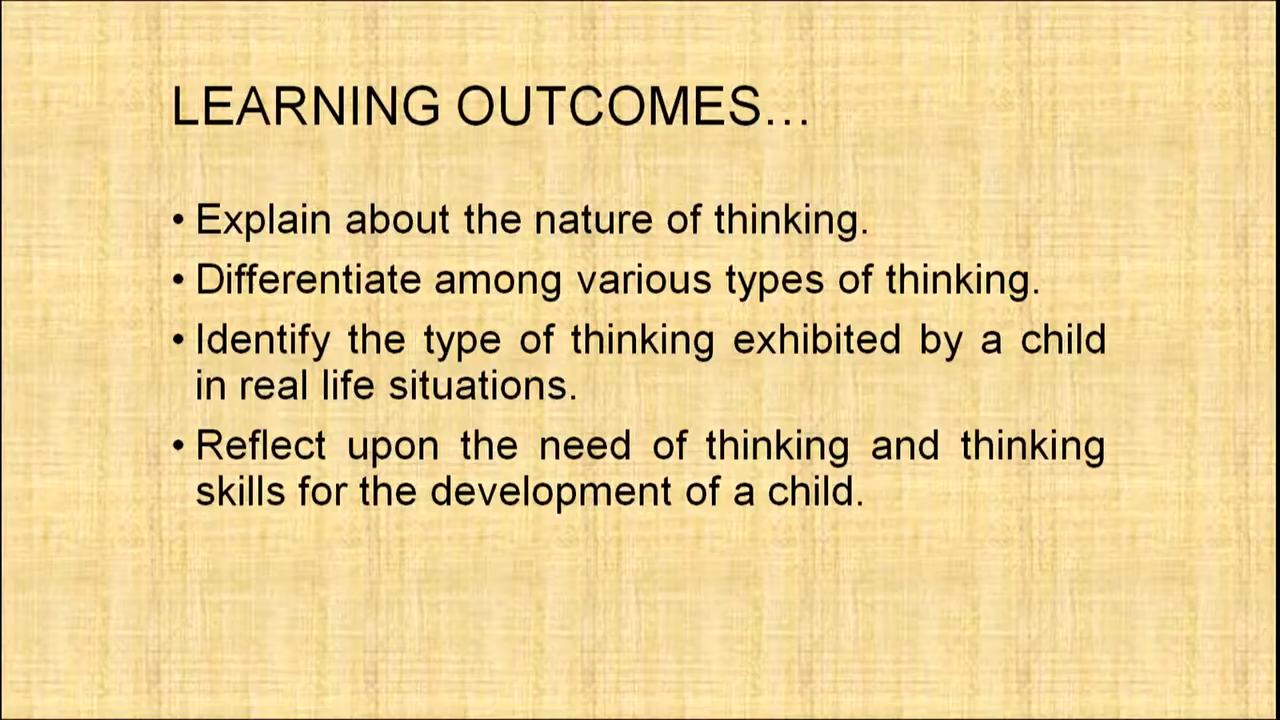 LEARNING OUTCOMES…
• Explain about the nature of thinking.
• Differentiate among various types of thinking.
• Identify the type of thinking exhibited by a child
in real life situations.
• Reflect upon the need of thinking and thinking
skills for the development of a child.